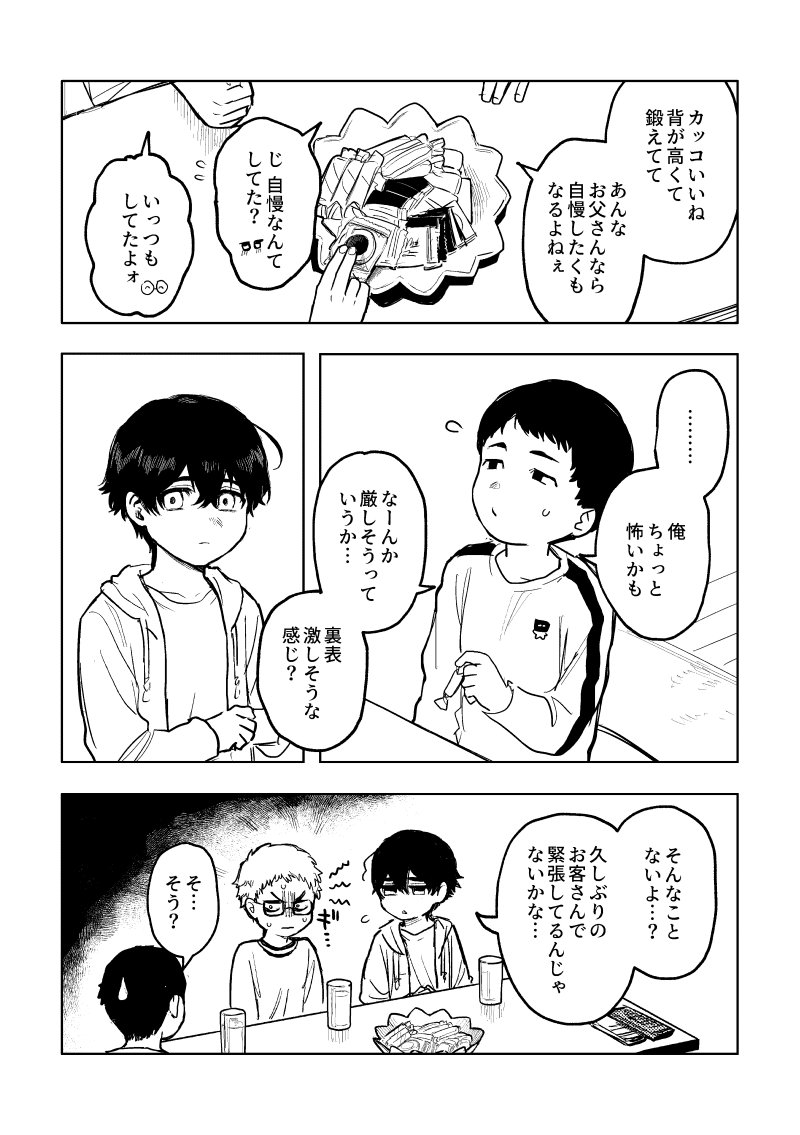 カッコいいね
背が高くて
鍛えてて
あんな
お父さんなら
自慢したくも
なるよねぇ
じ 自慢なんて
してた?
いっつも
してたよォ
………
俺
ちょっと
怖いかも
なーんか
厳しそうって
いうか…
裏表
激しそうな
感じ?
そんなこと
ないよ…?
久しぶりの
お客さんで
緊張してるんじゃ
ないかな…
ギッ
そ…
そう?